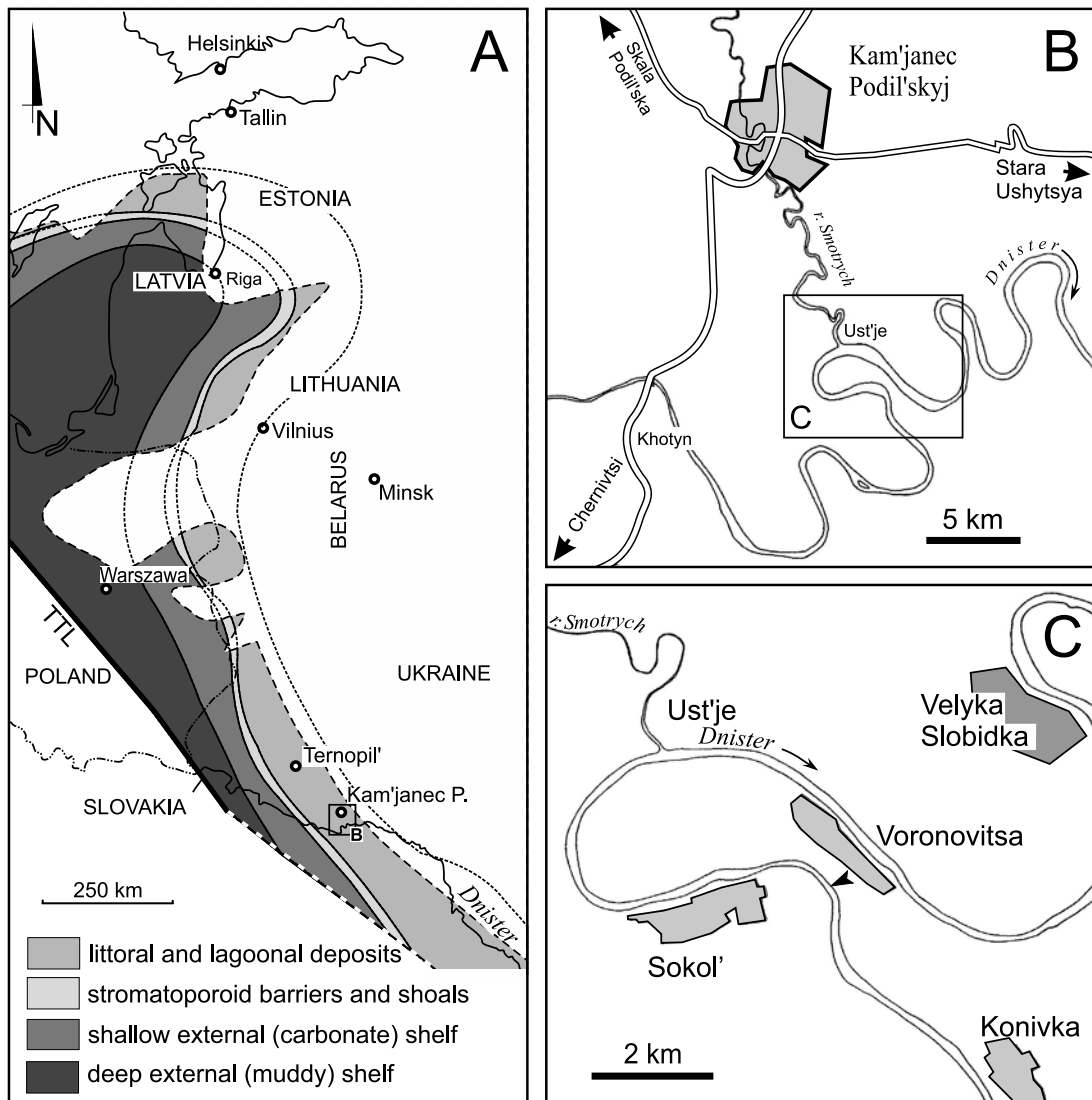 A
N
Helsinki
Tallin
ESTONIA
LATVIA
Riga
LITHUANIA
Vilnius
BELARUS
Minsk
Warszawa
TTL
POLAND
UKRAINE
Ternopil'
SLOVAKIA
Kam'janec P.
B
250 km
Dnister
littoral and lagoonal deposits
stromatoporoid barriers and shoals
shallow external (carbonate) shelf
deep external (muddy) shelf
B
Skala
Podil'ska
Kam'janec
Podil'skyj
Stara
Ushytsya
r. Smotrych
Dnister
Ust'je
C
Khotyn
Chernivtsi
5 km
C
r. Smotrych
Ust'je
Dnister
Velyka
Slobidka
Voronovitsa
Sokol’
Konivka
2 km